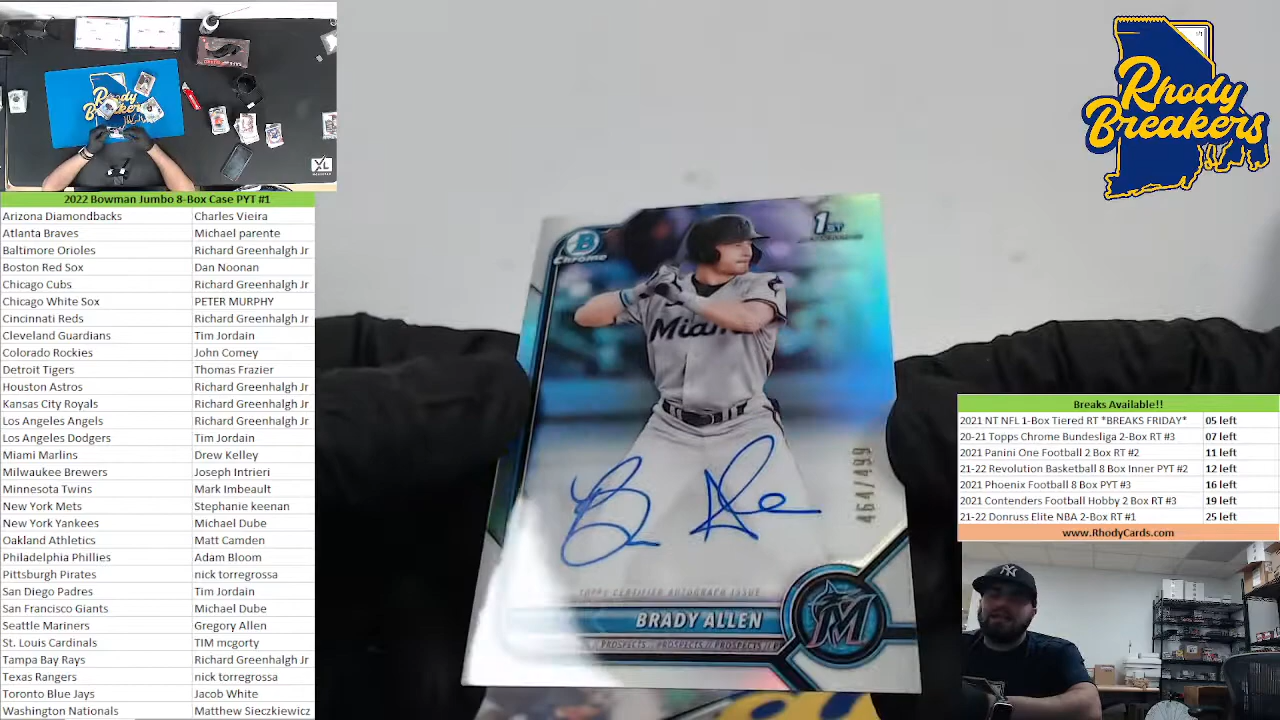 Rhody
Breakers
2022 Bowman Jumbo 8-Box Case PYT #1
Arizona Diamondbacks Charles Vieira
Atlanta Braves Michael parente
Baltimore Orioles Richard Greenhalgh Jr
Boston Red Sox Dan Noonan
Chicago Cubs Richard Greenhalgh Jr
Chicago White Sox PETER MURPHY
Cincinnati Reds Richard Greenhalgh Jr
Cleveland Guardians Tim Jordain
Colorado Rockies John Comey
Detroit Tigers Thomas Frazier
Houston Astros Richard Greenhalgh Jr
Kansas City Royals Richard Greenhalgh Jr
Los Angeles Angels Richard Greenhalgh Jr
Los Angeles Dodgers Tim Jordain
Miami Marlins Drew Kelley
Milwaukee Brewers Joseph Intrieri
Minnesota Twins Mark Imbeault
New York Mets Stephanie keenan
New York Yankees Michael Dube
Oakland Athletics Matt Camden
Philadelphia Phillies Adam Bloom
Pittsburgh Pirates nick torregrossa
San Diego Padres Tim Jordain
San Francisco Giants Michael Dube
Seattle Mariners Gregory Allen
St. Louis Cardinals TIM mcgorty
Tampa Bay Rays Richard Greenhalgh Jr
Texas Rangers nick torregrossa
Toronto Blue Jays Jacob White
Washington Nationals Matthew Sieczkiewicz
B
Chrome
1ST
Miami
464/499
TOPPS CERTIFIED AUTOGRAPH ISSUE
BRADY ALLEN
PROSPECTS // PROSPECTS // PROSPECTS // P
M
Breaks Available!!
2021 NT NFL 1-Box Tiered RT *BREAKS FRIDAY* 05 left
20-21 Topps Chrome Bundesliga 2-Box RT #3 07 left
2021 Panini One Football 2 Box RT #2 11 left
21-22 Revolution Basketball 8 Box Inner PYT #2 12 left
2021 Phoenix Football 8 Box PYT #3 16 left
2021 Contenders Football Hobby 2 Box RT #3 19 left
21-22 Donruss Elite NBA 2-Box RT #1 25 left
www.RhodyCards.com